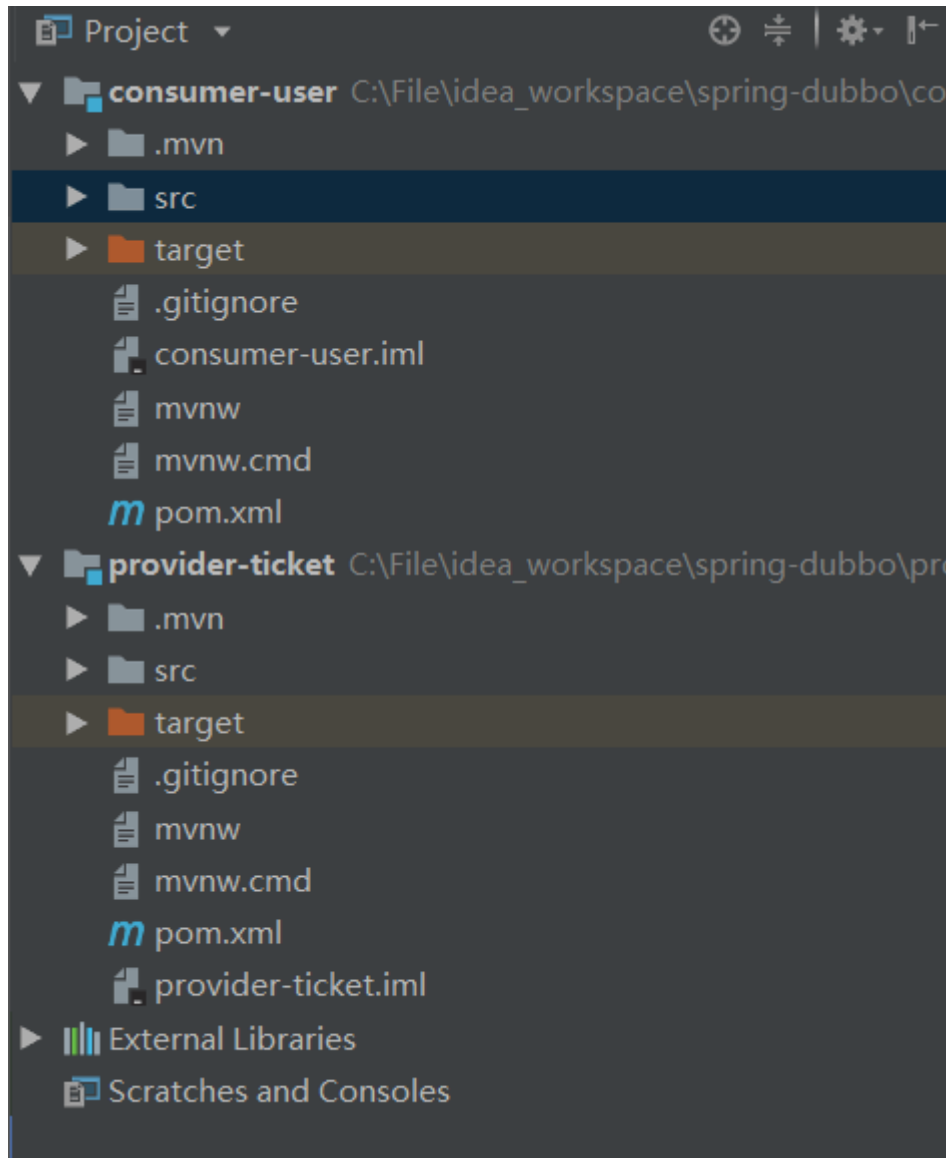 Project
consumer-user C:\File\idea_workspace\spring-dubbo\co
.mvn
src
target
.gitignore
consumer-user.iml
mvnw
mvnw.cmd
pom.xml
provider-ticket C:\File\idea_workspace\spring-dubbo\pro
.mvn
src
target
.gitignore
mvnw
mvnw.cmd
pom.xml
provider-ticket.iml
External Libraries
Scratches and Consoles